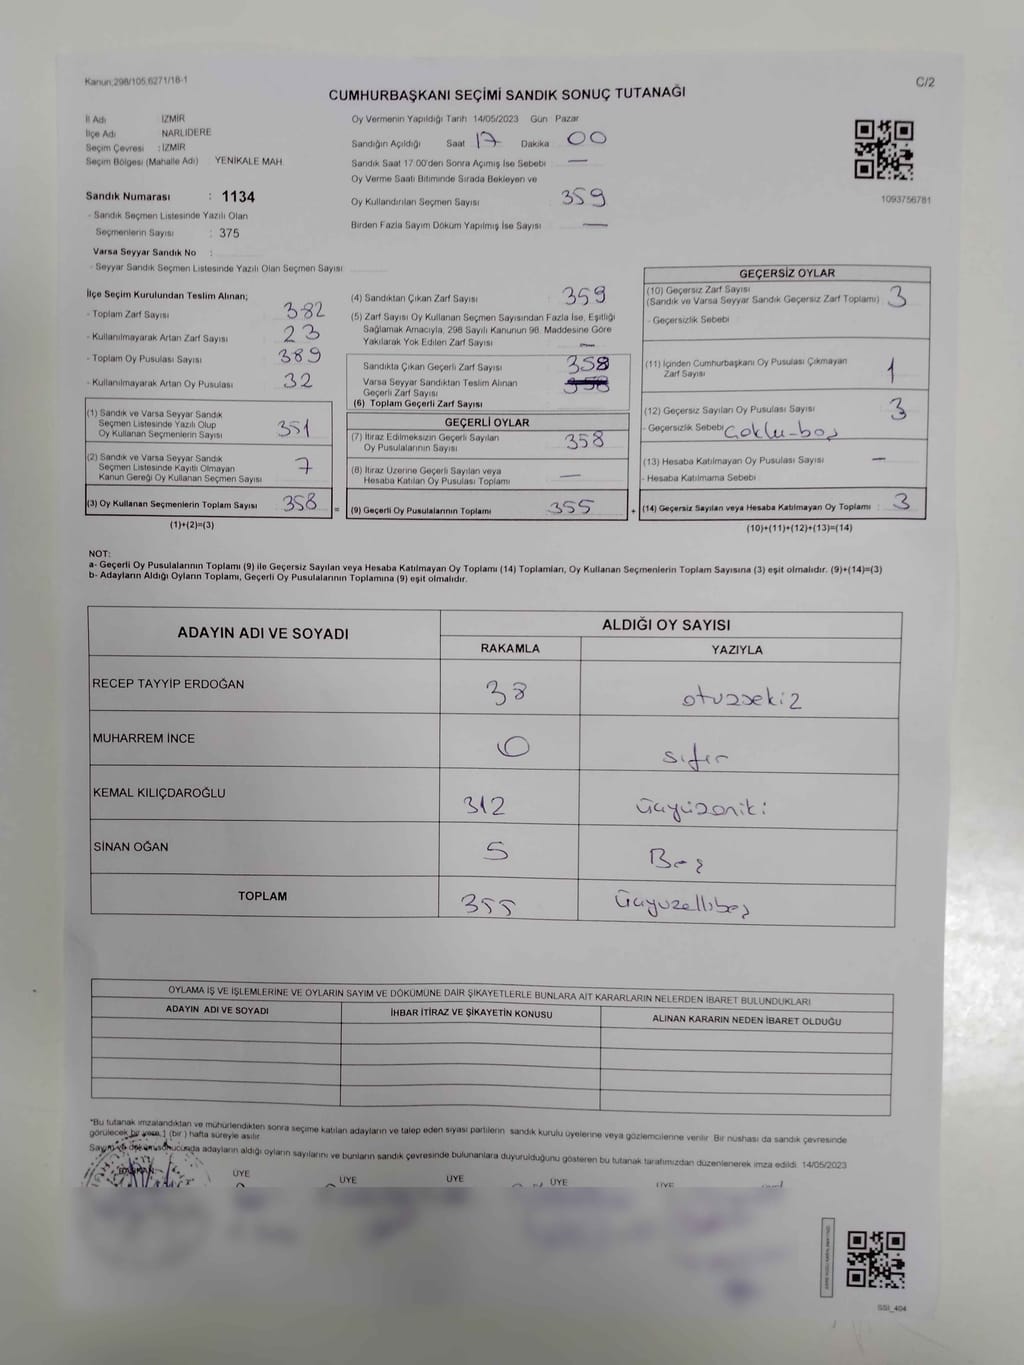 Kanun:298/105,6271/18-1
C/2
CUMHURBAŞKANI SEÇİMİ SANDIK SONUÇ TUTANAĞI
İl Adı İZMİR
İlçe Adı NARLIDERE
Seçim Çevresi : İZMİR
Seçim Bölgesi (Mahalle Adı) YENİKALE MAH.
Sandık Numarası : 1134
- Sandık Seçmen Listesinde Yazılı Olan
Seçmenlerin Sayısı : 375
Varsa Seyyar Sandık No :
- Seyyar Sandık Seçmen Listesinde Yazılı Olan Seçmen Sayısı
Oy Vermenin Yapıldığı Tarih 14/05/2023 Gün Pazar
Sandığın Açıldığı Saat 17 Dakika 00
Sandık Saat 17:00'den Sonra Açımış İse Sebebi —
Oy Verme Saati Bitiminde Sırada Bekleyen ve
Oy Kullandırılan Seçmen Sayısı 359
Birden Fazla Sayım Döküm Yapılmış İse Sayısı —
1093756781
İlçe Seçim Kurulundan Teslim Alınan;
- Toplam Zarf Sayısı 382
- Kullanılmayarak Artan Zarf Sayısı 23
- Toplam Oy Pusulası Sayısı 389
- Kullanılmayarak Artan Oy Pusulası 32
(1) Sandık ve Varsa Seyyar Sandık
Seçmen Listesinde Yazılı Olup
Oy Kullanan Seçmenlerin Sayısı 351
(2) Sandık ve Varsa Seyyar Sandık
Seçmen Listesinde Kayıtlı Olmayan
Kanun Gereği Oy Kullanan Seçmen Sayısı 7
(3) Oy Kullanan Seçmenlerin Toplam Sayısı 358 =
(1)+(2)=(3)
(4) Sandıktan Çıkan Zarf Sayısı 359
(5) Zarf Sayısı Oy Kullanan Seçmen Sayısından Fazla İse, Eşitliği
Sağlamak Amacıyla, 298 Sayılı Kanunun 98. Maddesine Göre
Yakılarak Yok Edilen Zarf Sayısı —
Sandıkta Çıkan Geçerli Zarf Sayısı 358
Varsa Seyyar Sandıktan Teslim Alınan 358
Geçerli Zarf Sayısı
(6) Toplam Geçerli Zarf Sayısı
GEÇERLİ OYLAR
(7) İtiraz Edilmeksizin Geçerli Sayılan
Oy Pusulalarının Sayısı 358
(8) İtiraz Üzerine Geçerli Sayılan veya
Hesaba Katılan Oy Pusulası Toplamı —
(9) Geçerli Oy Pusulalarının Toplamı 355 +
GEÇERSİZ OYLAR
(10) Geçersiz Zarf Sayısı
(Sandık ve Varsa Seyyar Sandık Geçersiz Zarf Toplamı) 3
- Geçersizlik Sebebi
(11) İçinden Cumhurbaşkanı Oy Pusulası Çıkmayan
Zarf Sayısı 1
(12) Geçersiz Sayılan Oy Pusulası Sayısı 3
- Geçersizlik Sebebi Çoklu-boş
(13) Hesaba Katılmayan Oy Pusulası Sayısı —
- Hesaba Katılmama Sebebi
(14) Geçersiz Sayılan veya Hesaba Katılmayan Oy Toplamı : 3
(10)+(11)+(12)+(13)=(14)
NOT:
a- Geçerli Oy Pusulalarının Toplamı (9) ile Geçersiz Sayılan veya Hesaba Katılmayan Oy Toplamı (14) Toplamları, Oy Kullanan Seçmenlerin Toplam Sayısına (3) eşit olmalıdır. (9)+(14)=(3)
b- Adayların Aldığı Oyların Toplamı, Geçerli Oy Pusulalarının Toplamına (9) eşit olmalıdır.
ADAYIN ADI VE SOYADI ALDIĞI OY SAYISI
RAKAMLA YAZIYLA
RECEP TAYYİP ERDOĞAN 38 otuzsekiz
MUHARREM İNCE 0 sıfır
KEMAL KILIÇDAROĞLU 312 üçyüzoniki
SİNAN OĞAN 5 Beş
TOPLAM 355 üçyüzellibeş
OYLAMA İŞ VE İŞLEMLERİNE VE OYLARIN SAYIM VE DÖKÜMÜNE DAİR ŞİKAYETLERLE BUNLARA AİT KARARLARIN NELERDEN İBARET BULUNDUKLARI
ADAYIN ADI VE SOYADI İHBAR İTİRAZ VE ŞİKAYETİN KONUSU ALINAN KARARIN NEDEN İBARET OLDUĞU
*Bu tutanak imzalandıktan ve mühürlendikten sonra seçime katılan adayların ve talep eden siyasi partilerin sandık kurulu üyelerine veya gözlemcilerine verilir. Bir nüshası da sandık çevresinde
görülecek bir yere 1 (bir) hafta süreyle asılır.
Sayım ve dökümü sonucunda adayların aldığı oyların sayılarını ve bunların sandık çevresinde bulunanlara duyurulduğunu gösteren bu tutanak tarafımızdan düzenlenerek imza edildi. 14/05/2023
BAŞKAN ÜYE ÜYE ÜYE ÜYE ÜYE
SSI_404